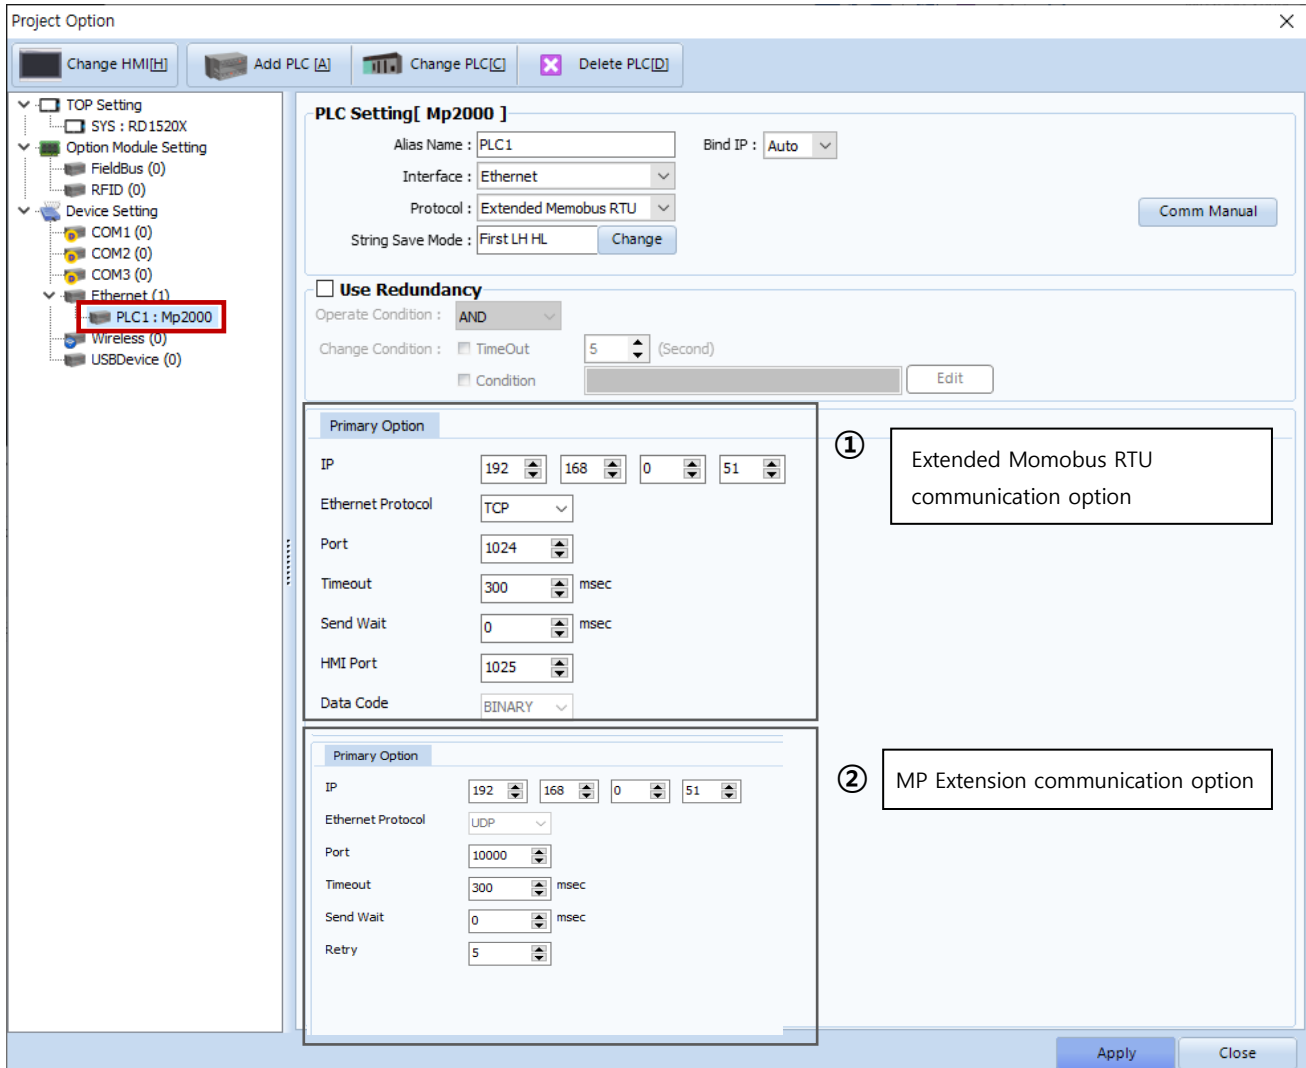 Project Option
Change HMI[H]
Add PLC [A]
Change PLC[C]
Delete PLC[D]
TOP Setting
SYS : RD1520X
Option Module Setting
FieldBus (0)
RFID (0)
Device Setting
COM1 (0)
COM2 (0)
COM3 (0)
Ethernet (1)
PLC1 : Mp2000
Wireless (0)
USBDevice (0)
PLC Setting[ Mp2000 ]
Alias Name : PLC1 Bind IP : Auto
Interface : Ethernet
Protocol : Extended Memobus RTU
Comm Manual
String Save Mode : First LH HL Change
Use Redundancy
Operate Condition : AND
Change Condition : TimeOut 5 (Second)
Condition Edit
Primary Option
IP 192 168 0 51
Ethernet Protocol TCP
Port 1024
Timeout 300 msec
Send Wait 0 msec
HMI Port 1025
Data Code BINARY
① Extended Momobus RTU
communication option
Primary Option
IP 192 168 0 51
Ethernet Protocol UDP
Port 10000
Timeout 300 msec
Send Wait 0 msec
Retry 5
② MP Extension communication option
Apply Close